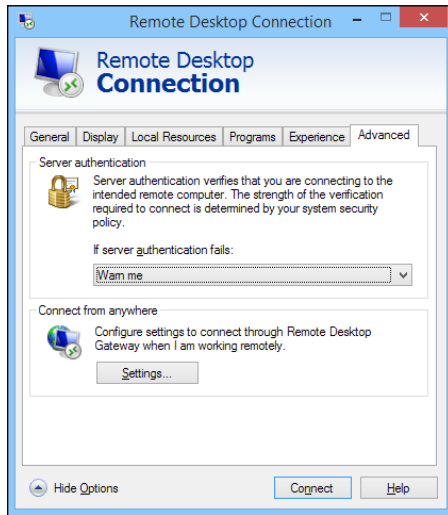 Remote Desktop Connection
Remote Desktop
Connection
General Display Local Resources Programs Experience Advanced
Server authentication
Server authentication verifies that you are connecting to the
intended remote computer. The strength of the verification
required to connect is determined by your system security
policy.
If server authentication fails:
Warn me
Connect from anywhere
Configure settings to connect through Remote Desktop
Gateway when I am working remotely.
Settings...
Hide Options Connect Help